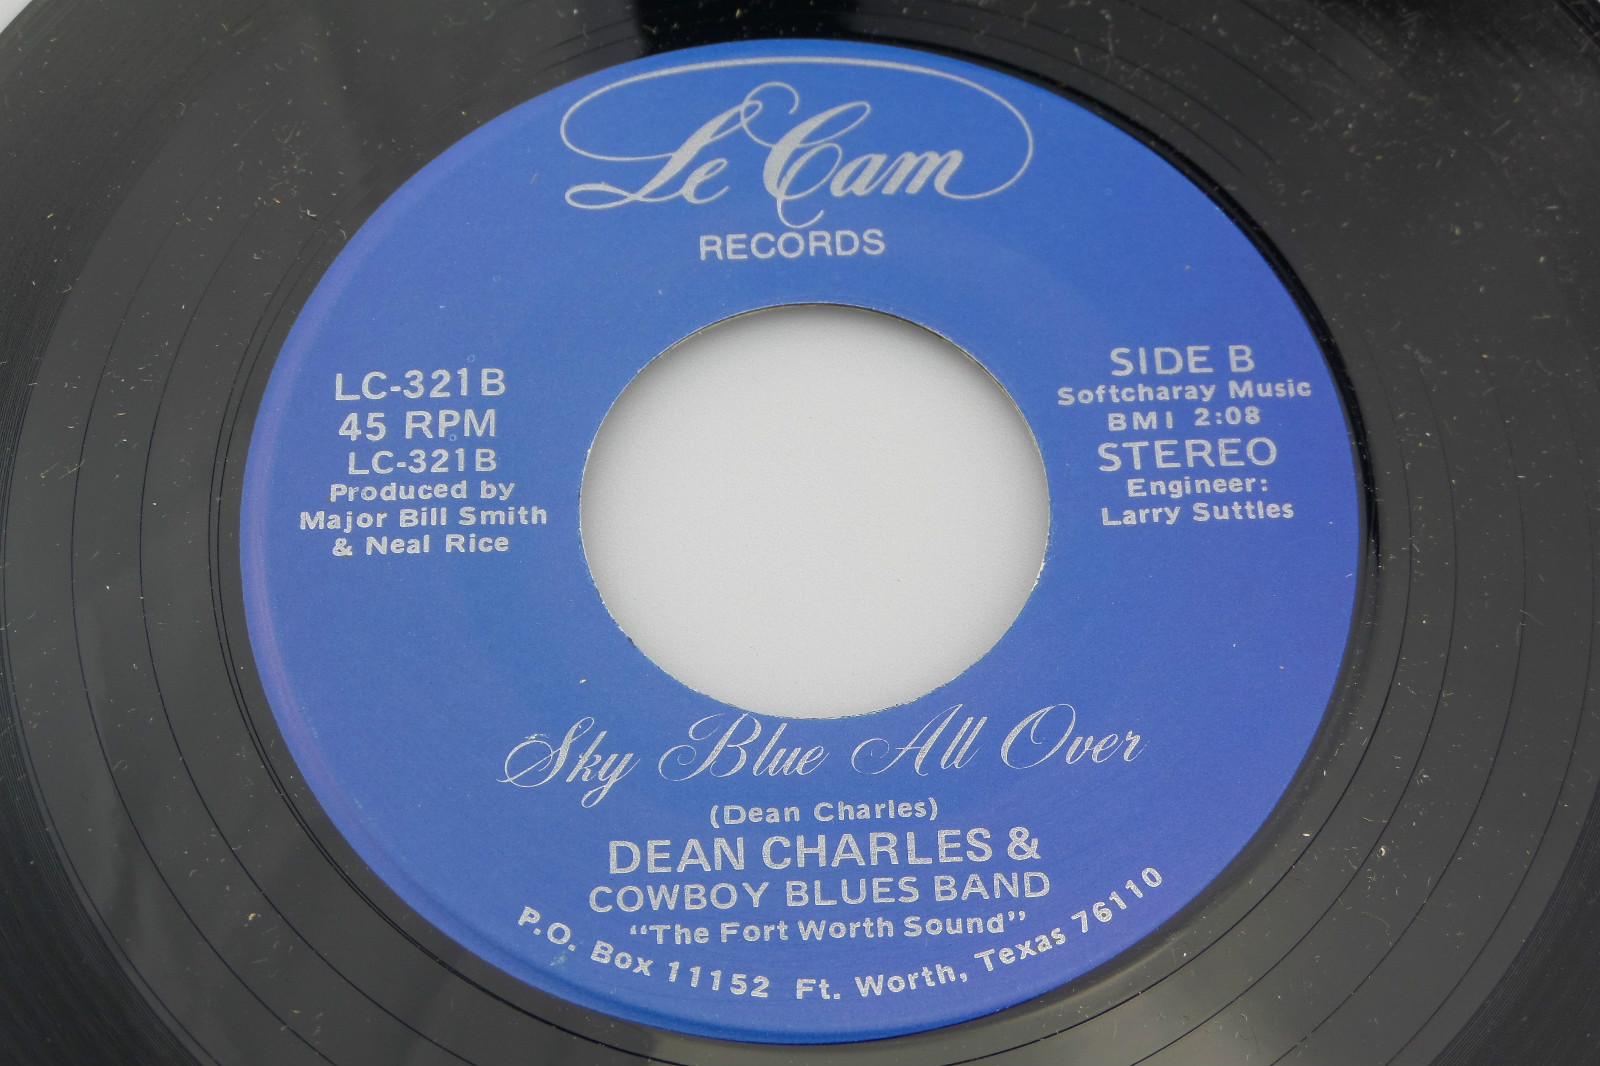 Le Cam
RECORDS
LC-321B
45 RPM
LC-321B
Produced by
Major Bill Smith
& Neal Rice
SIDE B
Softcharay Music
BMI 2:08
STEREO
Engineer:
Larry Suttles
Sky Blue All Over
(Dean Charles)
DEAN CHARLES &
COWBOY BLUES BAND
“The Fort Worth Sound”
P.O. Box 11152 Ft. Worth, Texas 76110